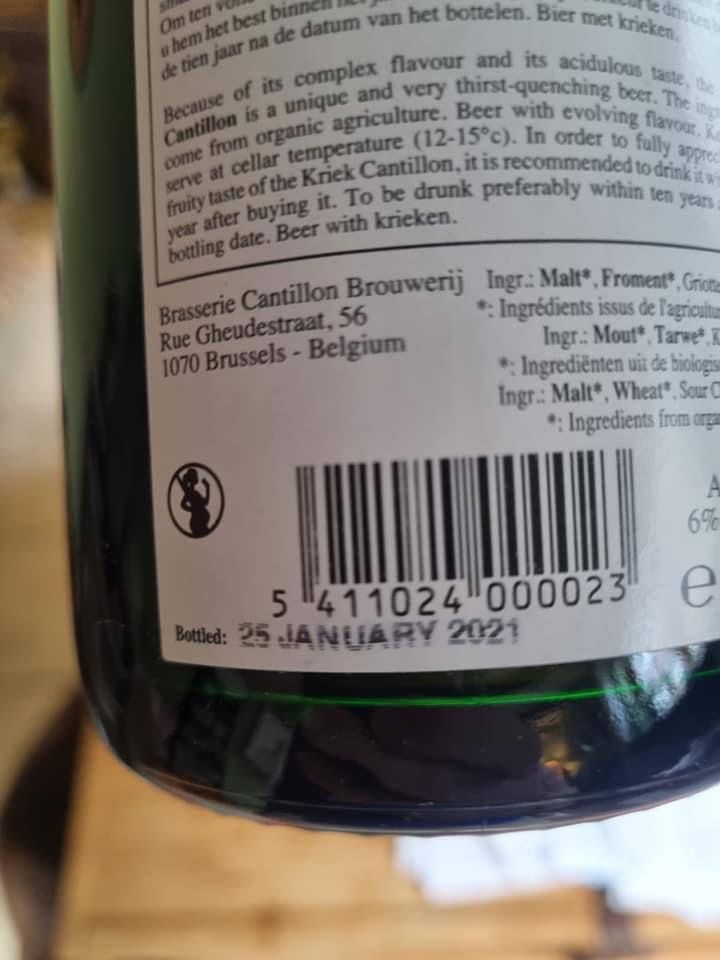 Om ten
u hem het best binnen het
de tien jaar na de datum van het bottelen. Bier met krieken.
Because of its complex flavour and its acidulous taste, the
Cantillon is a unique and very thirst-quenching beer. The
come from organic agriculture. Beer with evolving flavour.
serve at cellar temperature (12-15°c). In order to fully
fruity taste of the Kriek Cantillon, it is recommended to drink it
year after buying it. To be drunk preferably within ten years
bottling date. Beer with krieken.
Brasserie Cantillon Brouwerij
Rue Gheudestraat, 56
1070 Brussels - Belgium
Ingr.: Malt*, Froment*,
*: Ingrédients issus de
Ingr.: Mout*, Tarwe*,
*: Ingrediënten uit de
Ingr.: Malt*, Wheat*, Sour
*: Ingredients from
6%
e
5 411024 000023
Bottled: 25 JANUARY 2021